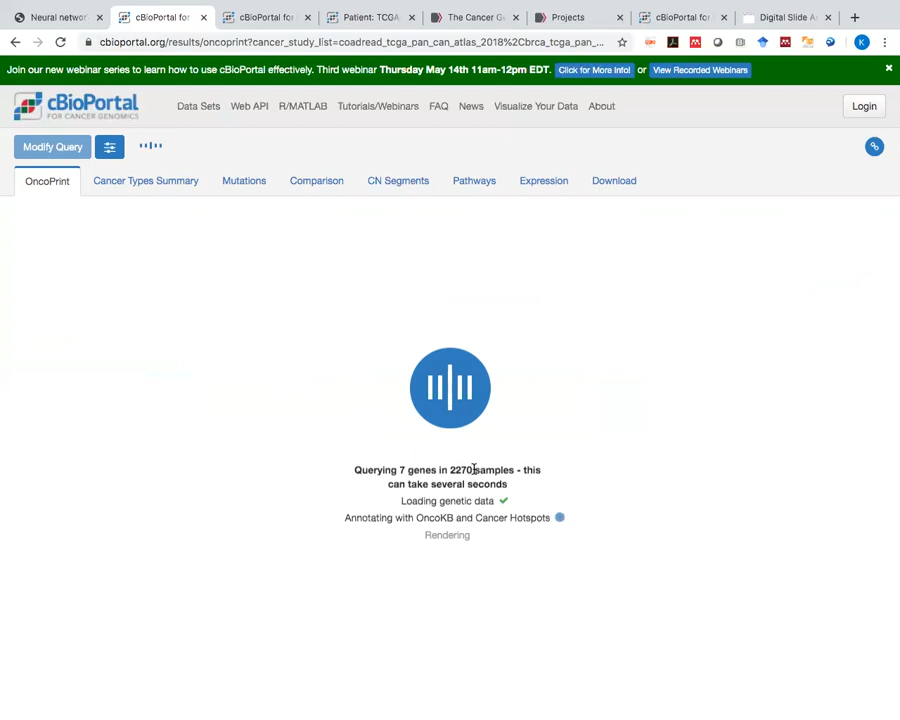 Neural networ
cBioPortal for
cBioPortal for
Patient: TCGA
The Cancer Ge
Projects
cBioPortal for
Digital Slide A
cbioportal.org/results/oncoprint?cancer_study_list=coadread_tcga_pan_can_atlas_2018%2Cbrca_tcga_pan_...
K
Join our new webinar series to learn how to use cBioPortal effectively. Third webinar Thursday May 14th 11am-12pm EDT. Click for More Info! or View Recorded Webinars
cBioPortal
FOR CANCER GENOMICS
Data Sets Web API R/MATLAB Tutorials/Webinars FAQ News Visualize Your Data About
Login
Modify Query
OncoPrint Cancer Types Summary Mutations Comparison CN Segments Pathways Expression Download
Querying 7 genes in 2270 samples - this
can take several seconds
Loading genetic data
Annotating with OncoKB and Cancer Hotspots
Rendering